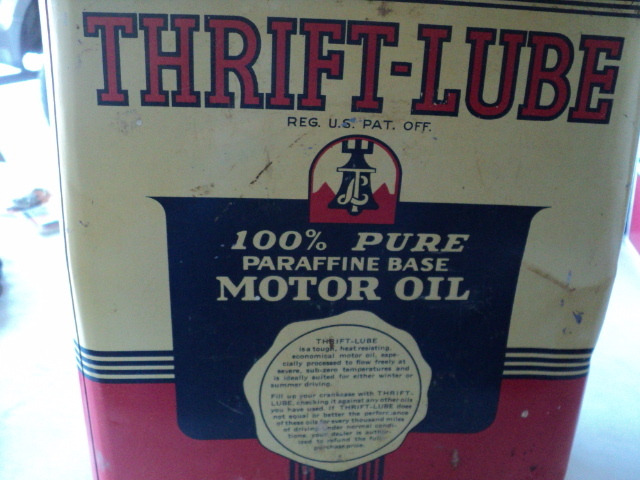 THRIFT-LUBE
REG. U.S. PAT. OFF.
100% PURE
PARAFFINE BASE
MOTOR OIL
THRIFT-LUBE
is a tough, heat resisting,
economical motor oil, espe-
cially processed to flow freely at
severe, sub-zero temperatures and
is ideally suited for either winter or
summer driving.
Fill up your crankcase with THRIFT-
LUBE, checking it against any other oils
you have used. If THRIFT-LUBE does
not equal or better the performance
of these oils for every thousand miles
of driving under normal condi-
tions, your dealer is author-
ized to refund the full
purchase price.